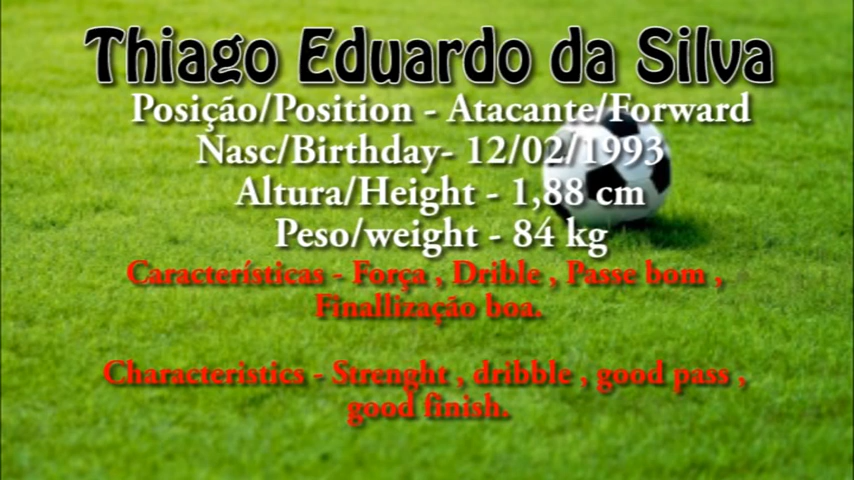 Thiago Eduardo da Silva
Posição/Position - Atacante/Forward
Nasc/Birthday- 12/02/1993
Altura/Height - 1,88 cm
Peso/weight - 84 kg
Características - Força , Drible , Passe bom ,
Finallização boa.
Characteristics - Strenght , dribble , good pass ,
good finish.